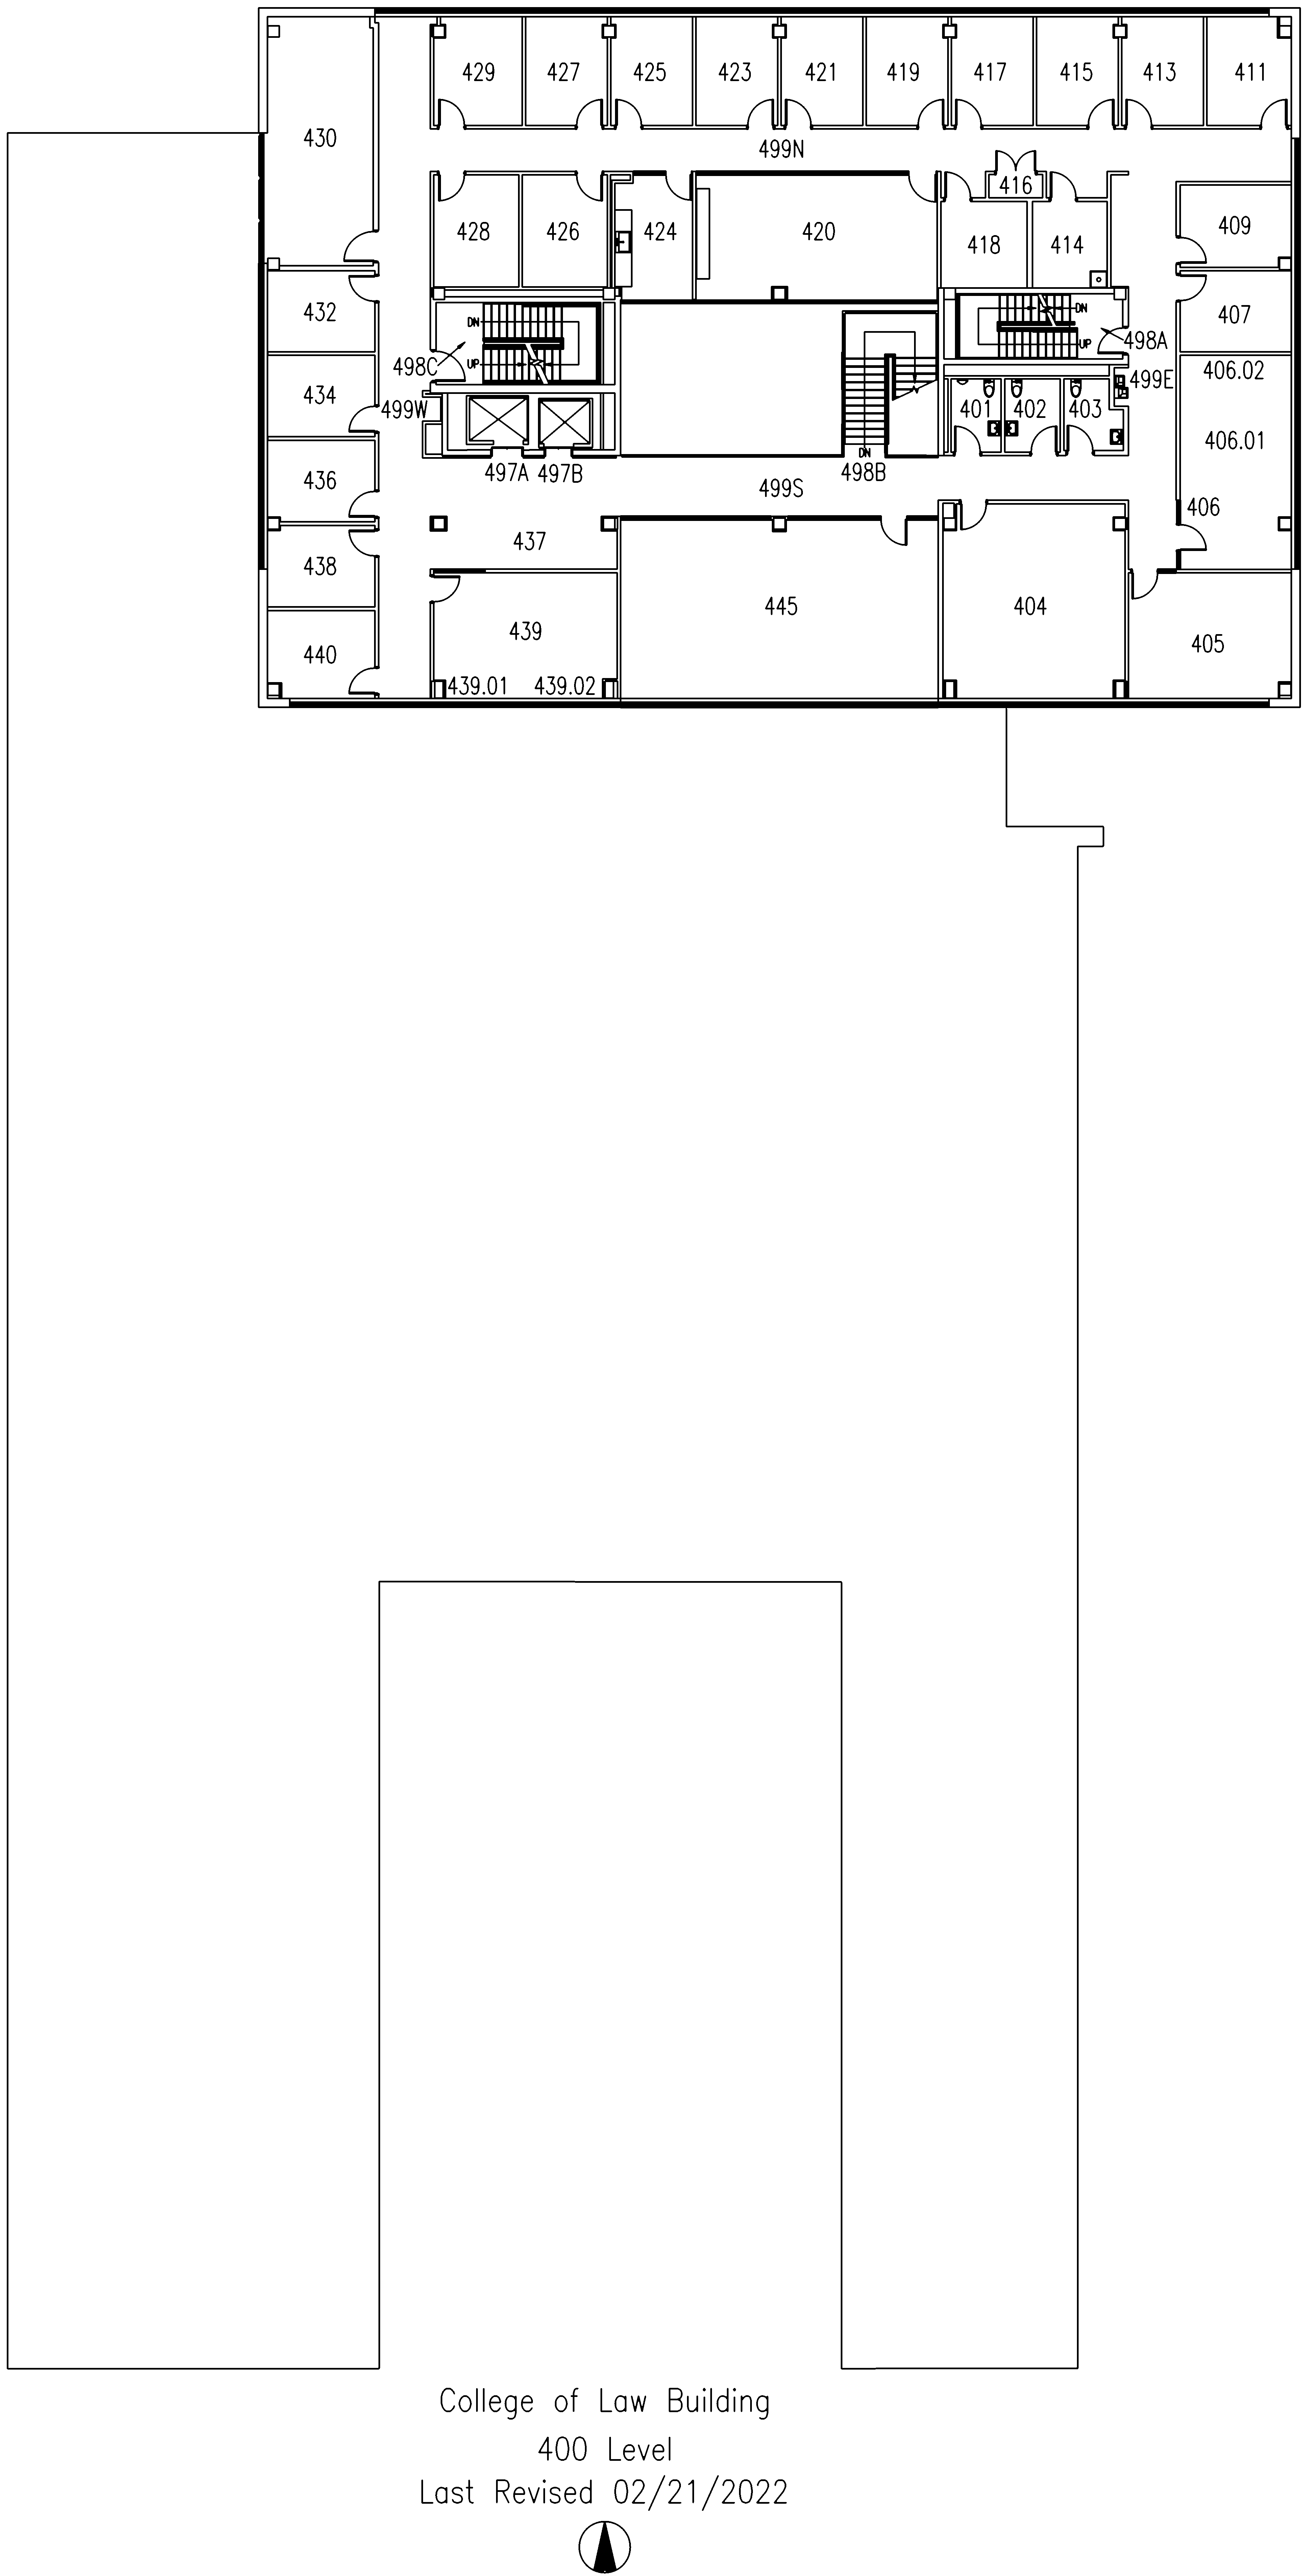 429 427 425 423 421 419 417 415 413 411
430
499N
416
428 426 424 420 418 414 409
432
DN
DN
407
UP
498A
498C
UP
406.02
499E
434
499W
401 402 403
406.01
DN
497A 497B 498B
436
499S
406
437
438
439
445
404
405
440
439.01 439.02
College of Law Building
400 Level
Last Revised 02/21/2022